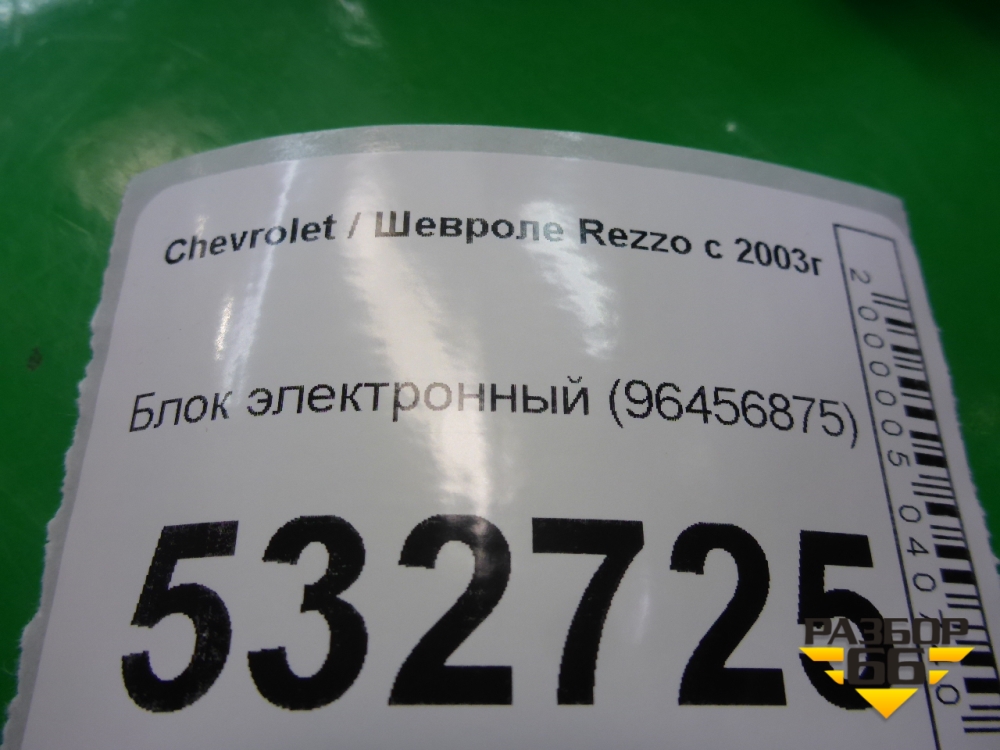 Chevrolet / Шевроле Rezzo с 2003г
Блок электронный (96456875)
532725
РАЗБОР
66